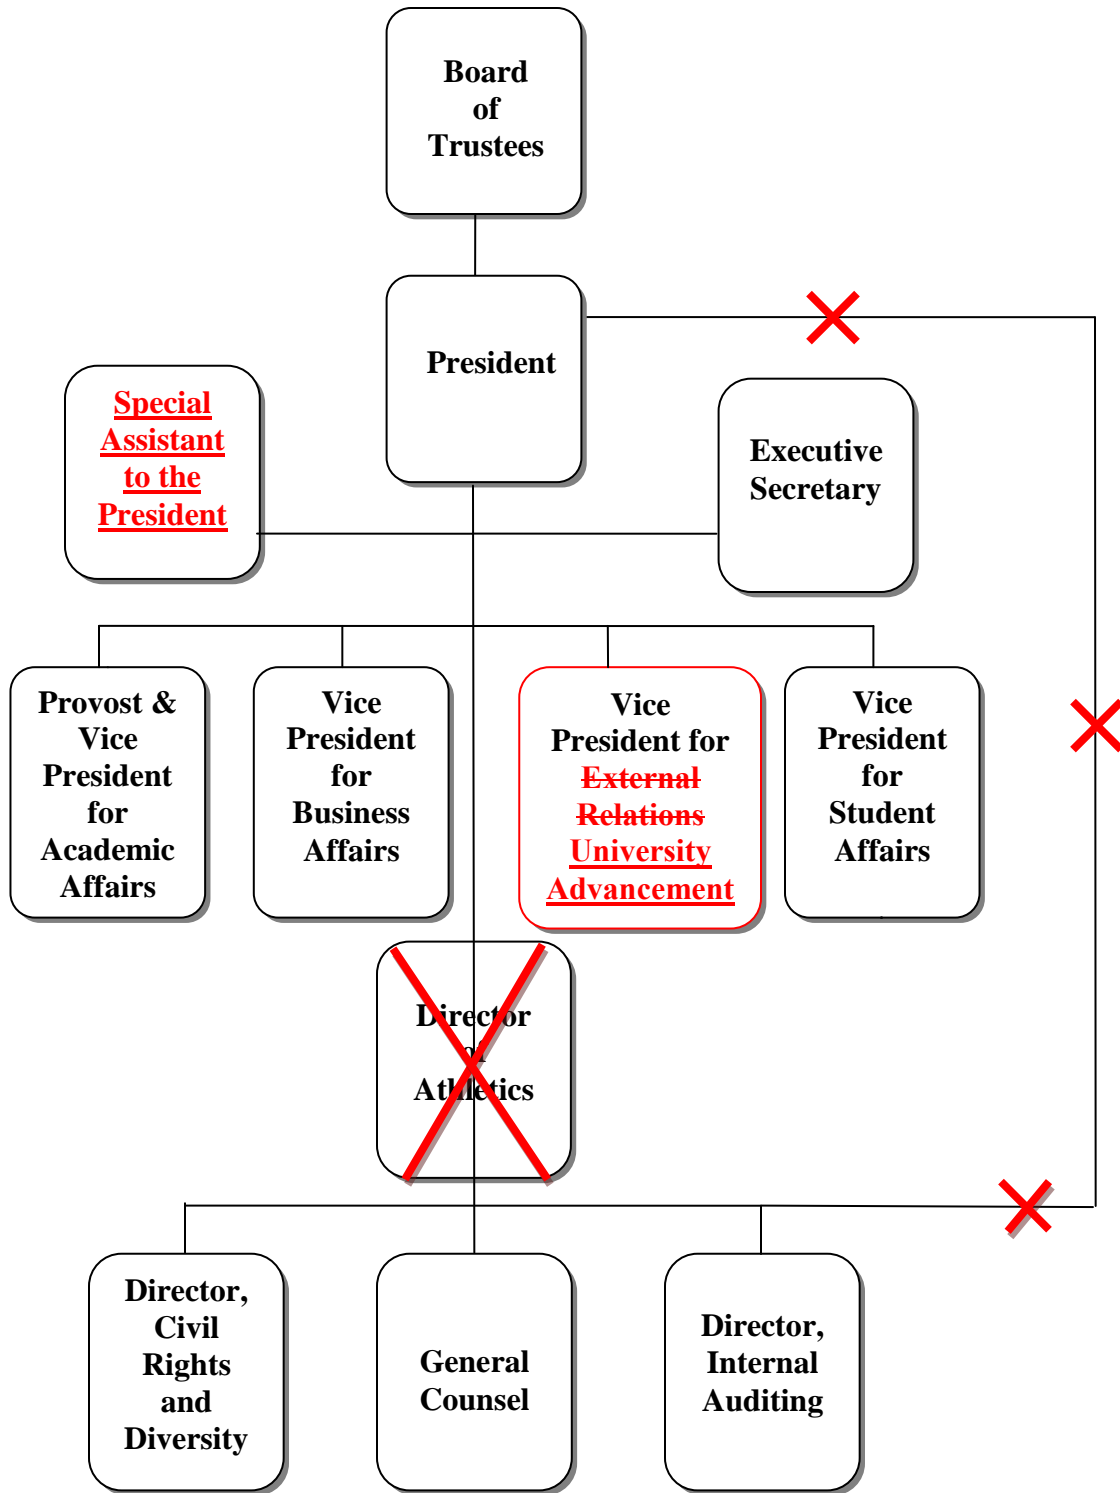 Board
of
Trustees
President
Special
Assistant
to the
President
Executive
Secretary
Provost &
Vice
President
for
Academic
Affairs
Vice
President
for
Business
Affairs
Vice
President for
External
Relations
University
Advancement
Vice
President
for
Student
Affairs
Director
of
Athletics
Director,
Civil
Rights
and
Diversity
General
Counsel
Director,
Internal
Auditing